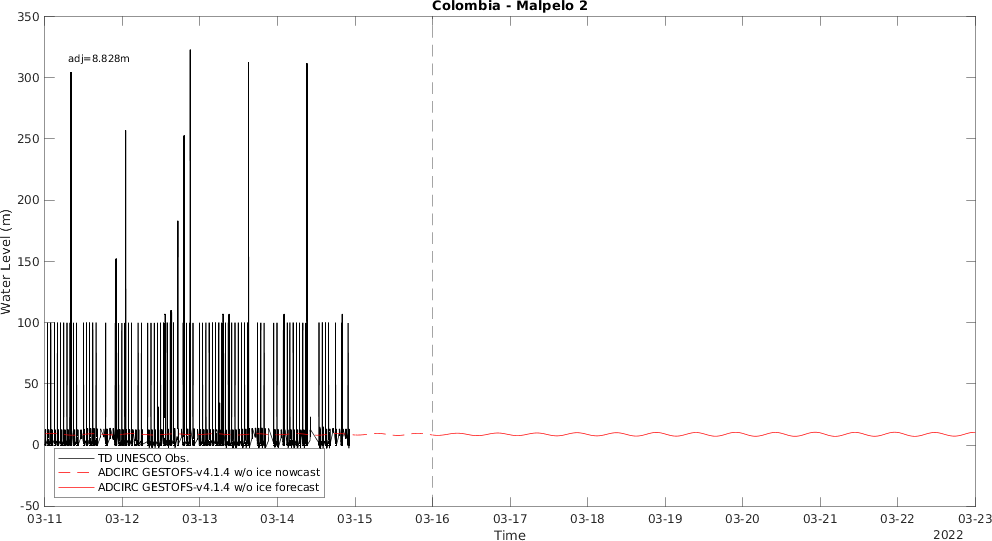 Colombia - Malpelo 2
350
300
250
200
150
100
50
0
-50
Water Level (m)
adj=8.828m
TD UNESCO Obs.
ADCIRC GESTOFS-v4.1.4 w/o ice nowcast
ADCIRC GESTOFS-v4.1.4 w/o ice forecast
03-11 03-12 03-13 03-14 03-15 03-16 03-17 03-18 03-19 03-20 03-21 03-22 03-23
Time
2022